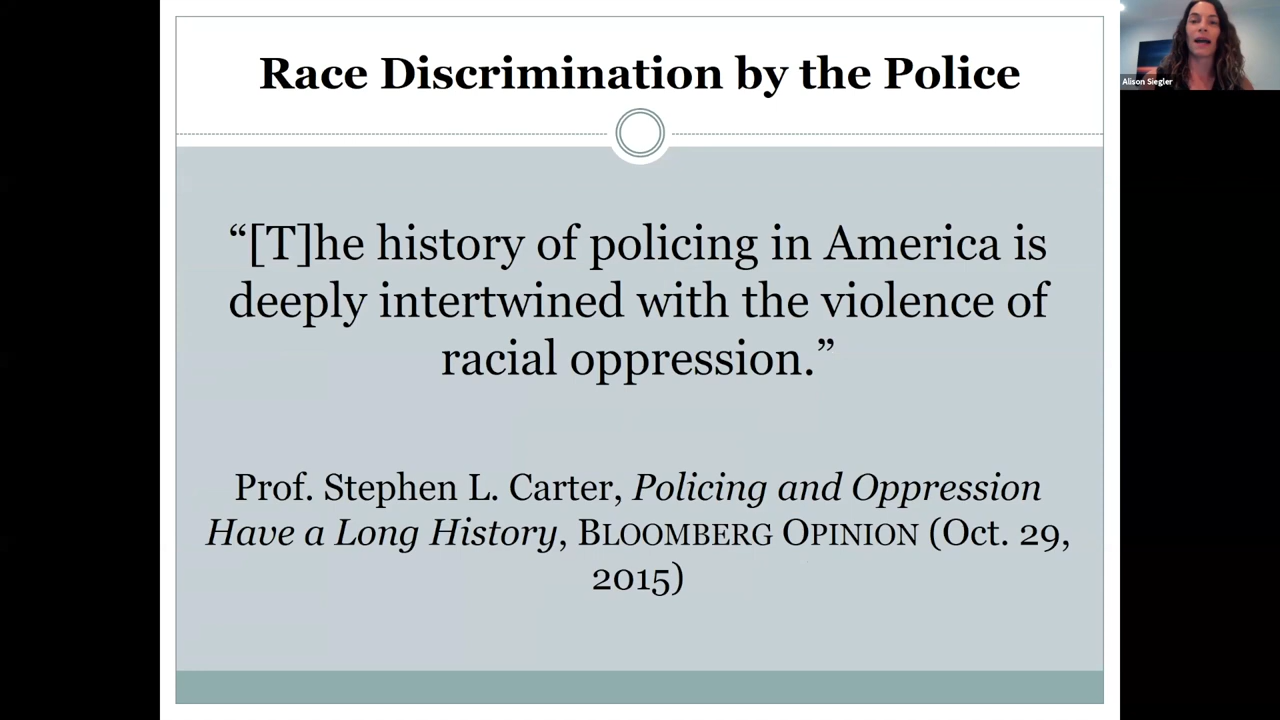 Race Discrimination by the Police
Alison Siegler
“[T]he history of policing in America is
deeply intertwined with the violence of
racial oppression.”
Prof. Stephen L. Carter, Policing and Oppression
Have a Long History, BLOOMBERG OPINION (Oct. 29,
2015)